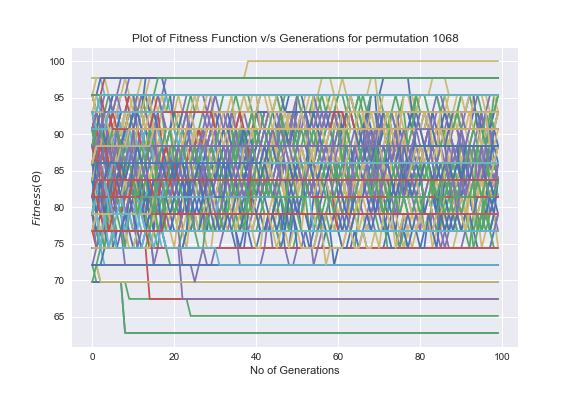 Plot of Fitness Function v/s Generations for permutation 1068
100
95
90
85
80
75
70
65
Fitness(Θ)
0 20 40 60 80 100
No of Generations